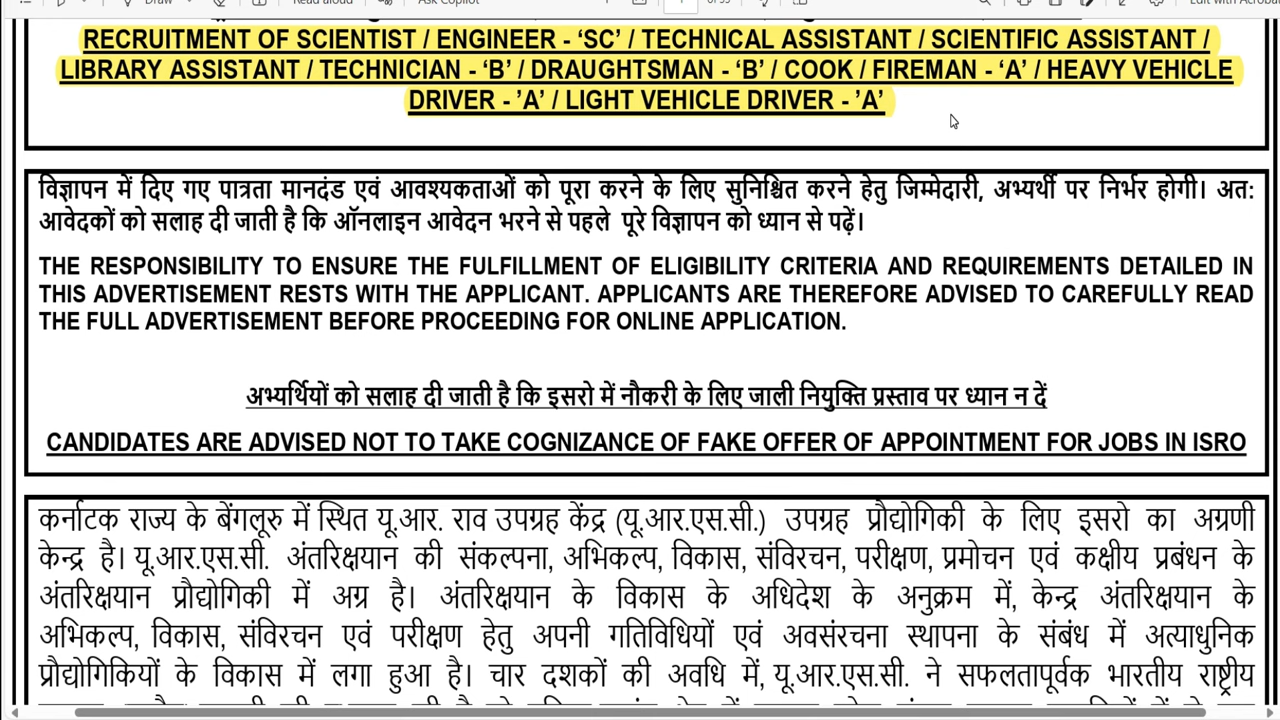 Draw
Read aloud
Ask Copilot
Edit with Acrobat
RECRUITMENT OF SCIENTIST / ENGINEER - ‘SC’ / TECHNICAL ASSISTANT / SCIENTIFIC ASSISTANT /
LIBRARY ASSISTANT / TECHNICIAN - ‘B’ / DRAUGHTSMAN - ‘B’ / COOK / FIREMAN - ‘A’ / HEAVY VEHICLE
DRIVER - ’A’ / LIGHT VEHICLE DRIVER - ’A’
विज्ञापन में दिए गए पात्रता मानदंड एवं आवश्यकताओं को पूरा करने के लिए सुनिश्चित करने हेतु जिम्मेदारी, अभ्यर्थी पर निर्भर होगी। अत:
आवेदकों को सलाह दी जाती है कि ऑनलाइन आवेदन भरने से पहले पूरे विज्ञापन को ध्यान से पढ़ें।
THE RESPONSIBILITY TO ENSURE THE FULFILLMENT OF ELIGIBILITY CRITERIA AND REQUIREMENTS DETAILED IN
THIS ADVERTISEMENT RESTS WITH THE APPLICANT. APPLICANTS ARE THEREFORE ADVISED TO CAREFULLY READ
THE FULL ADVERTISEMENT BEFORE PROCEEDING FOR ONLINE APPLICATION.
अभ्यर्थियों को सलाह दी जाती है कि इसरो में नौकरी के लिए जाली नियुक्ति प्रस्ताव पर ध्यान न दें
CANDIDATES ARE ADVISED NOT TO TAKE COGNIZANCE OF FAKE OFFER OF APPOINTMENT FOR JOBS IN ISRO
कर्नाटक राज्य के बेंगलूरु में स्थित यू.आर. राव उपग्रह केंद्र (यू.आर.एस.सी.) उपग्रह प्रौद्योगिकी के लिए इसरो का अग्रणी
केन्द्र है। यू.आर.एस.सी. अंतरिक्षयान की संकल्पना, अभिकल्प, विकास, संविरचन, परीक्षण, प्रमोचन एवं कक्षीय प्रबंधन के
अंतरिक्षयान प्रौद्योगिकी में अग्र है। अंतरिक्षयान के विकास के अधिदेश के अनुक्रम में, केन्द्र अंतरिक्षयान के
अभिकल्प, विकास, संविरचन एवं परीक्षण हेतु अपनी गतिविधियों एवं अवसंरचना स्थापना के संबंध में अत्याधुनिक
प्रौद्योगिकियों के विकास में लगा हुआ है। चार दशकों की अवधि में, यू.आर.एस.सी. ने सफलतापूर्वक भारतीय राष्ट्रीय